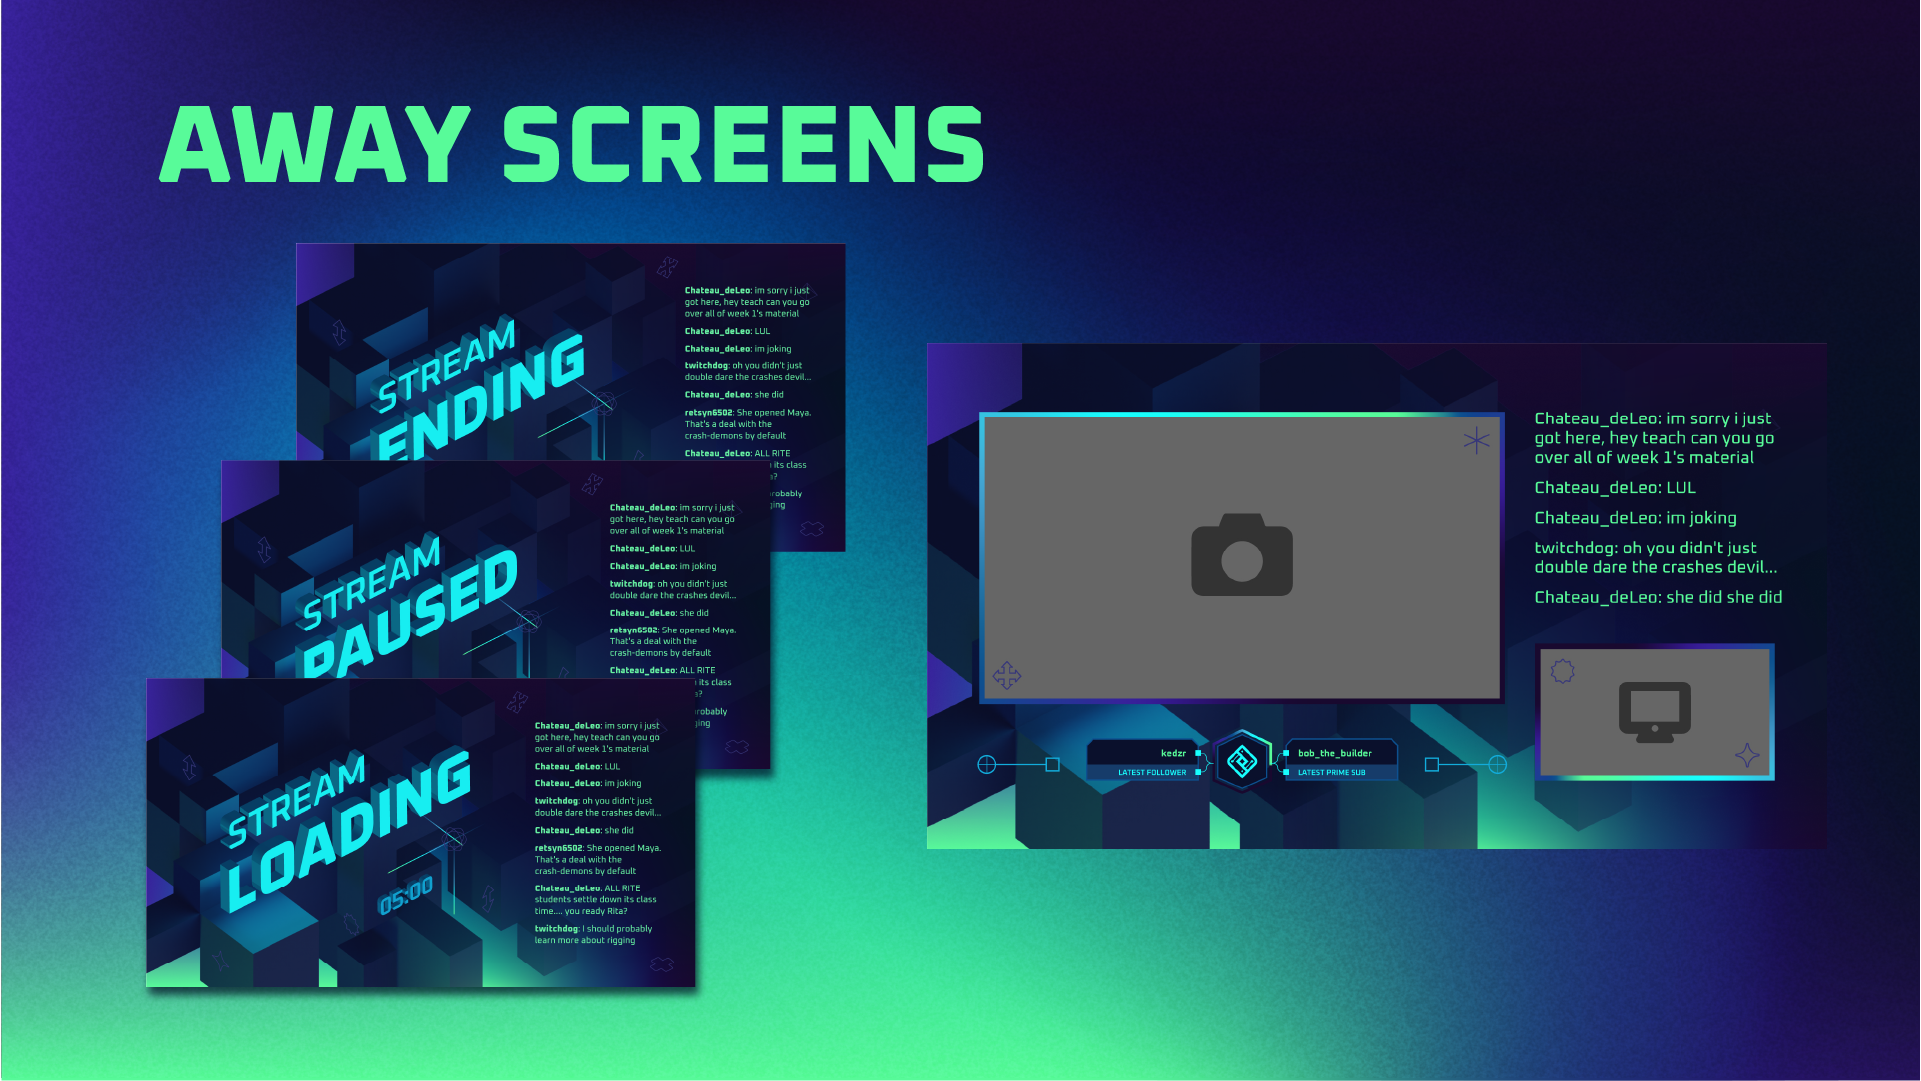 AWAY SCREENS
STREAM
ENDING
Chateau_deLeo: im sorry i just
got here, hey teach can you go
over all of week 1's material
Chateau_deLeo: LUL
Chateau_deLeo: im joking
twitchdog: oh you didn't just
double dare the crashes devil...
Chateau_deLeo: she did
retsyn6502: She opened Maya.
That's a deal with the
crash-demons by default
Chateau_deLeo: ALL RITE
its class
STREAM
PAUSED
Chateau_deLeo: im sorry i just
got here, hey teach can you go
over all of week 1's material
Chateau_deLeo: LUL
Chateau_deLeo: im joking
twitchdog: oh you didn't just
double dare the crashes devil...
Chateau_deLeo: she did
retsyn6502: She opened Maya.
That's a deal with the
crash-demons by default
Chateau_deLeo: ALL RITE
its class
STREAM
LOADING
05:00
Chateau_deLeo: im sorry i just
got here, hey teach can you go
over all of week 1's material
Chateau_deLeo: LUL
Chateau_deLeo: im joking
twitchdog: oh you didn't just
double dare the crashes devil...
Chateau_deLeo: she did
retsyn6502: She opened Maya.
That's a deal with the
crash-demons by default
Chateau_deLeo. ALL RITE
students settle down its class
time.... you ready Rita?
twitchdog: I should probably
learn more about rigging
Chateau_deLeo: im sorry i just
got here, hey teach can you go
over all of week 1's material
Chateau_deLeo: LUL
Chateau_deLeo: im joking
twitchdog: oh you didn't just
double dare the crashes devil...
Chateau_deLeo: she did she did
kedzr
LATEST FOLLOWER
bob_the_builder
LATEST PRIME SUB